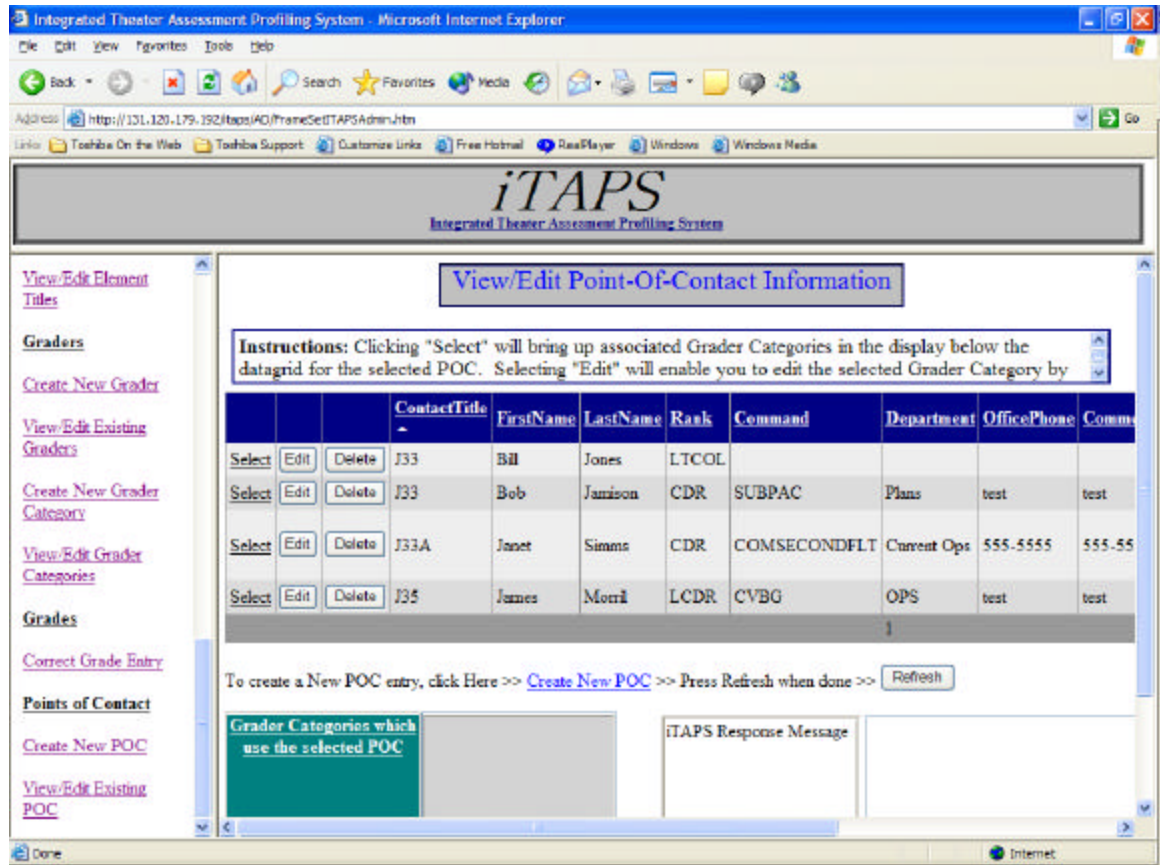 Integrated Theater Assessment Profiling System - Microsoft Internet Explorer
File Edit View Favorites Tools Help
Back Search Favorites Media
Address http://131.120.179.192/itaps/AO/FrameSetITAPSAdmin.htm Go
Links Toshiba On the Web Toshiba Support Customize Links Free Hotmail RealPlayer Windows Windows Media
iTAPS
Integrated Theater Assesment Profiling System
View/Edit Element
Titles
Graders
Create New Grader
View/Edit Existing
Graders
Create New Grader
Category
View/Edit Grader
Categories
Grades
Correct Grade Entry
Points of Contact
Create New POC
View/Edit Existing
POC
View/Edit Point-Of-Contact Information
Instructions: Clicking "Select" will bring up associated Grader Categories in the display below the
datagrid for the selected POC. Selecting "Edit" will enable you to edit the selected Grader Category by
ContactTitle FirstName LastName Rank Command Department OfficePhone Comme
Select Edit Delete J33 Bill Jones LTCOL
Select Edit Delete J33 Bob Jamison CDR SUBPAC Plans test test
Select Edit Delete J33A Janet Simms CDR COMSECONDFLT Current Ops 555-5555 555-55
Select Edit Delete J35 James Morril LCDR CVBG OPS test test
1
To create a New POC entry, click Here >> Create New POC >> Press Refresh when done >> Refresh
Grader Categories which
use the selected POC
iTAPS Response Message
Done Internet